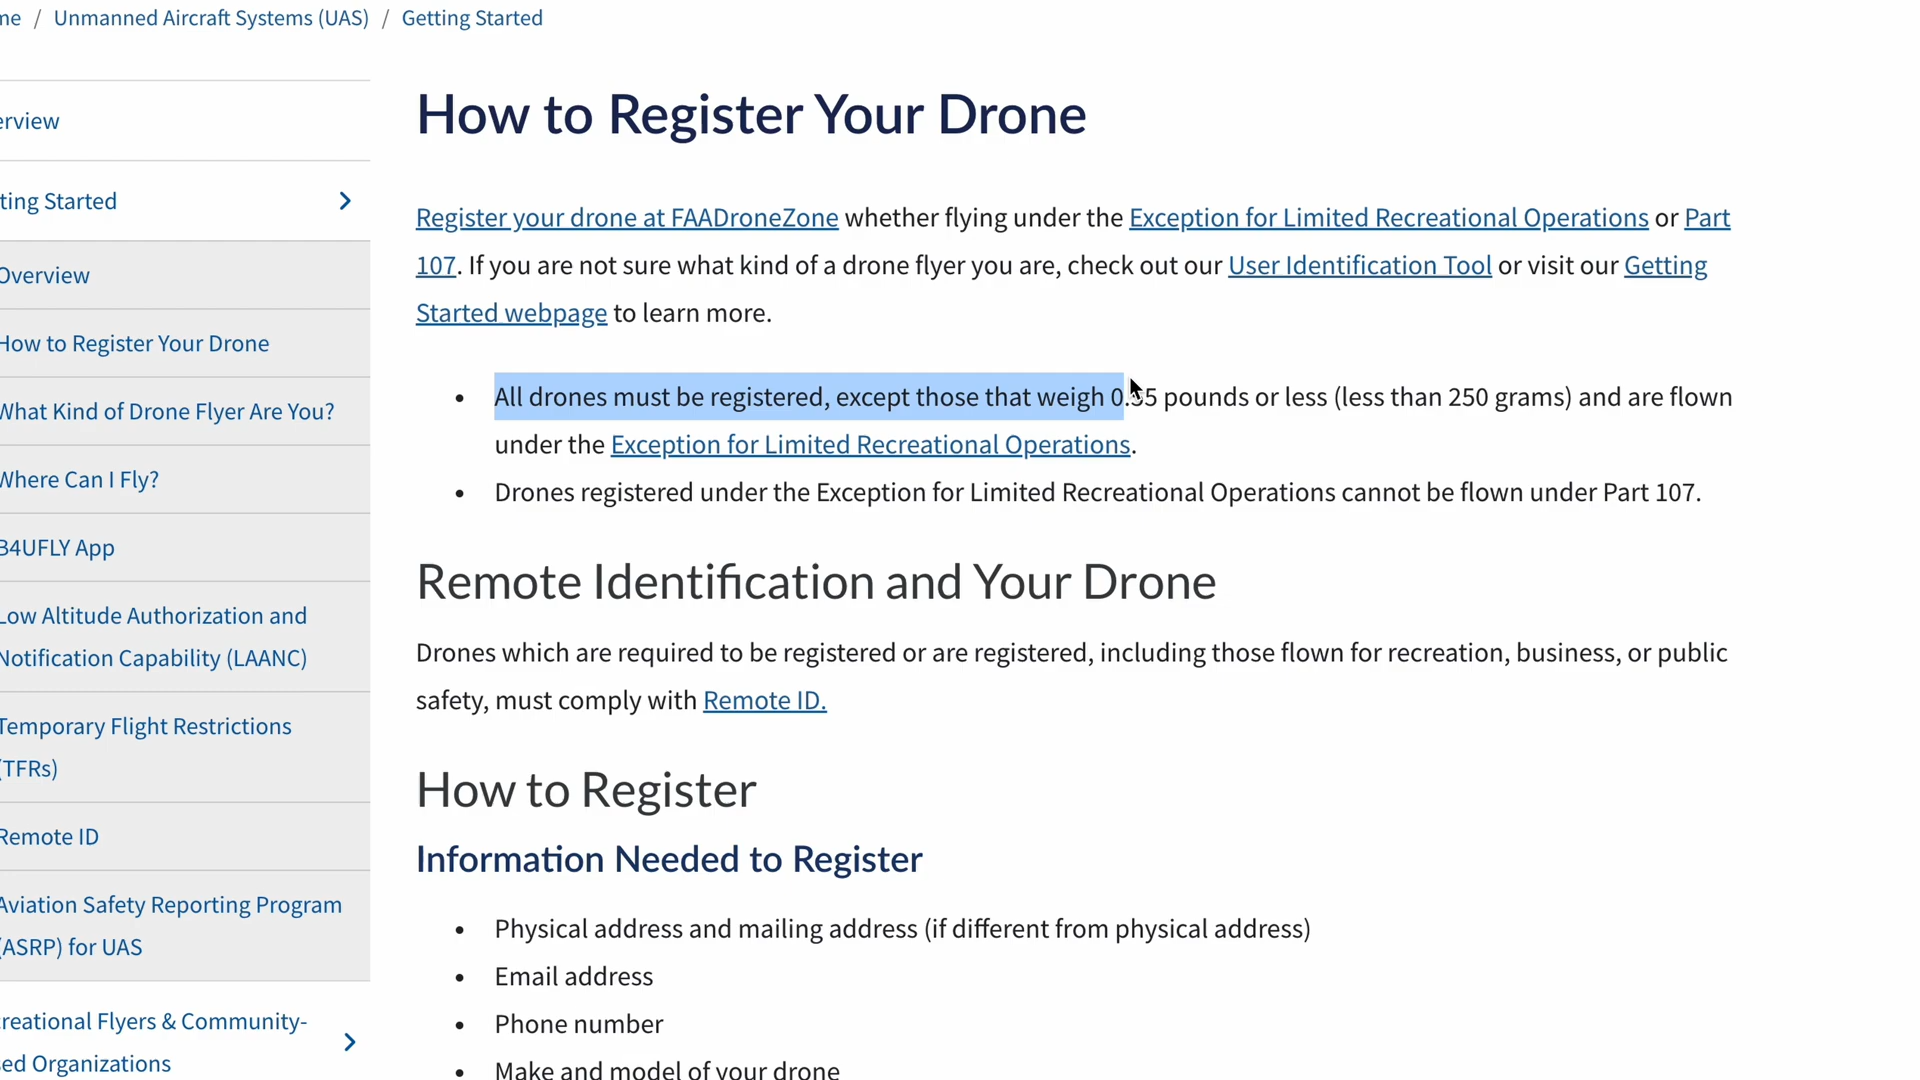 me / Unmanned Aircraft Systems (UAS) / Getting Started
erview
ting Started
Overview
How to Register Your Drone
What Kind of Drone Flyer Are You?
Where Can I Fly?
B4UFLY App
Low Altitude Authorization and
Notification Capability (LAANC)
Temporary Flight Restrictions
(TFRs)
Remote ID
Aviation Safety Reporting Program
(ASRP) for UAS
creational Flyers & Community-
sed Organizations
How to Register Your Drone
Register your drone at FAADroneZone whether flying under the Exception for Limited Recreational Operations or Part
107. If you are not sure what kind of a drone flyer you are, check out our User Identification Tool or visit our Getting
Started webpage to learn more.
• All drones must be registered, except those that weigh 0.55 pounds or less (less than 250 grams) and are flown
under the Exception for Limited Recreational Operations.
• Drones registered under the Exception for Limited Recreational Operations cannot be flown under Part 107.
Remote Identification and Your Drone
Drones which are required to be registered or are registered, including those flown for recreation, business, or public
safety, must comply with Remote ID.
How to Register
Information Needed to Register
• Physical address and mailing address (if different from physical address)
• Email address
• Phone number
• Make and model of your drone